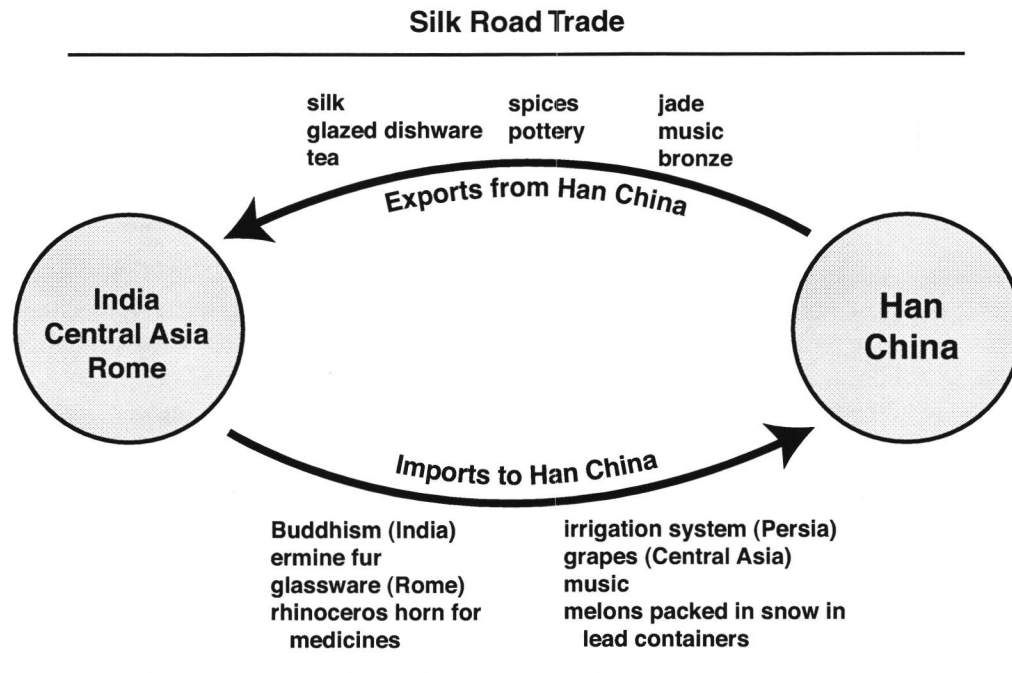 Silk Road Trade
silk
glazed dishware
tea
spices
pottery
jade
music
bronze
Exports from Han China
India
Central Asia
Rome
Han
China
Imports to Han China
Buddhism (India)
ermine fur
glassware (Rome)
rhinoceros horn for
medicines
irrigation system (Persia)
grapes (Central Asia)
music
melons packed in snow in
lead containers